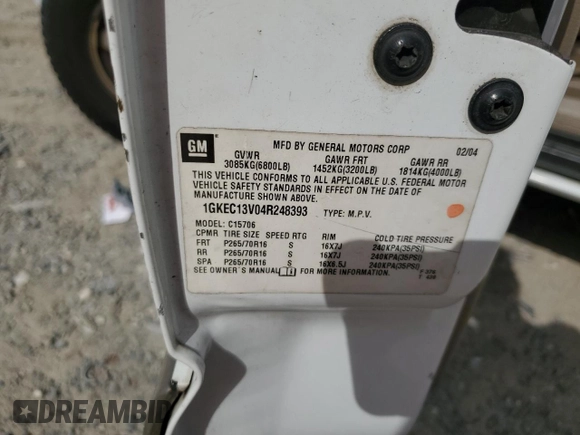 GM
MFD BY GENERAL MOTORS CORP 02/04
GVWR GAWR FRT GAWR RR
3085KG(6800LB) 1452KG(3200LB) 1814KG(4000LB)
THIS VEHICLE CONFORMS TO ALL APPLICABLE U.S. FEDERAL MOTOR
VEHICLE SAFETY STANDARDS IN EFFECT ON THE DATE OF
MANUFACTURE SHOWN ABOVE.
1GKEC13V04R248393 TYPE: M.P.V.
MODEL: C15706
CPMR TIRE SIZE SPEED RTG RIM COLD TIRE PRESSURE
FRT P265/70R16 S 16X7J 240KPA(35PSI)
RR P265/70R16 S 16X7J 240KPA(35PSI)
SPA P265/70R16 S 16X6.5J 240KPA(35PSI)
SEE OWNER'S MANUAL FOR MORE INFORMATION.
DREAMBID